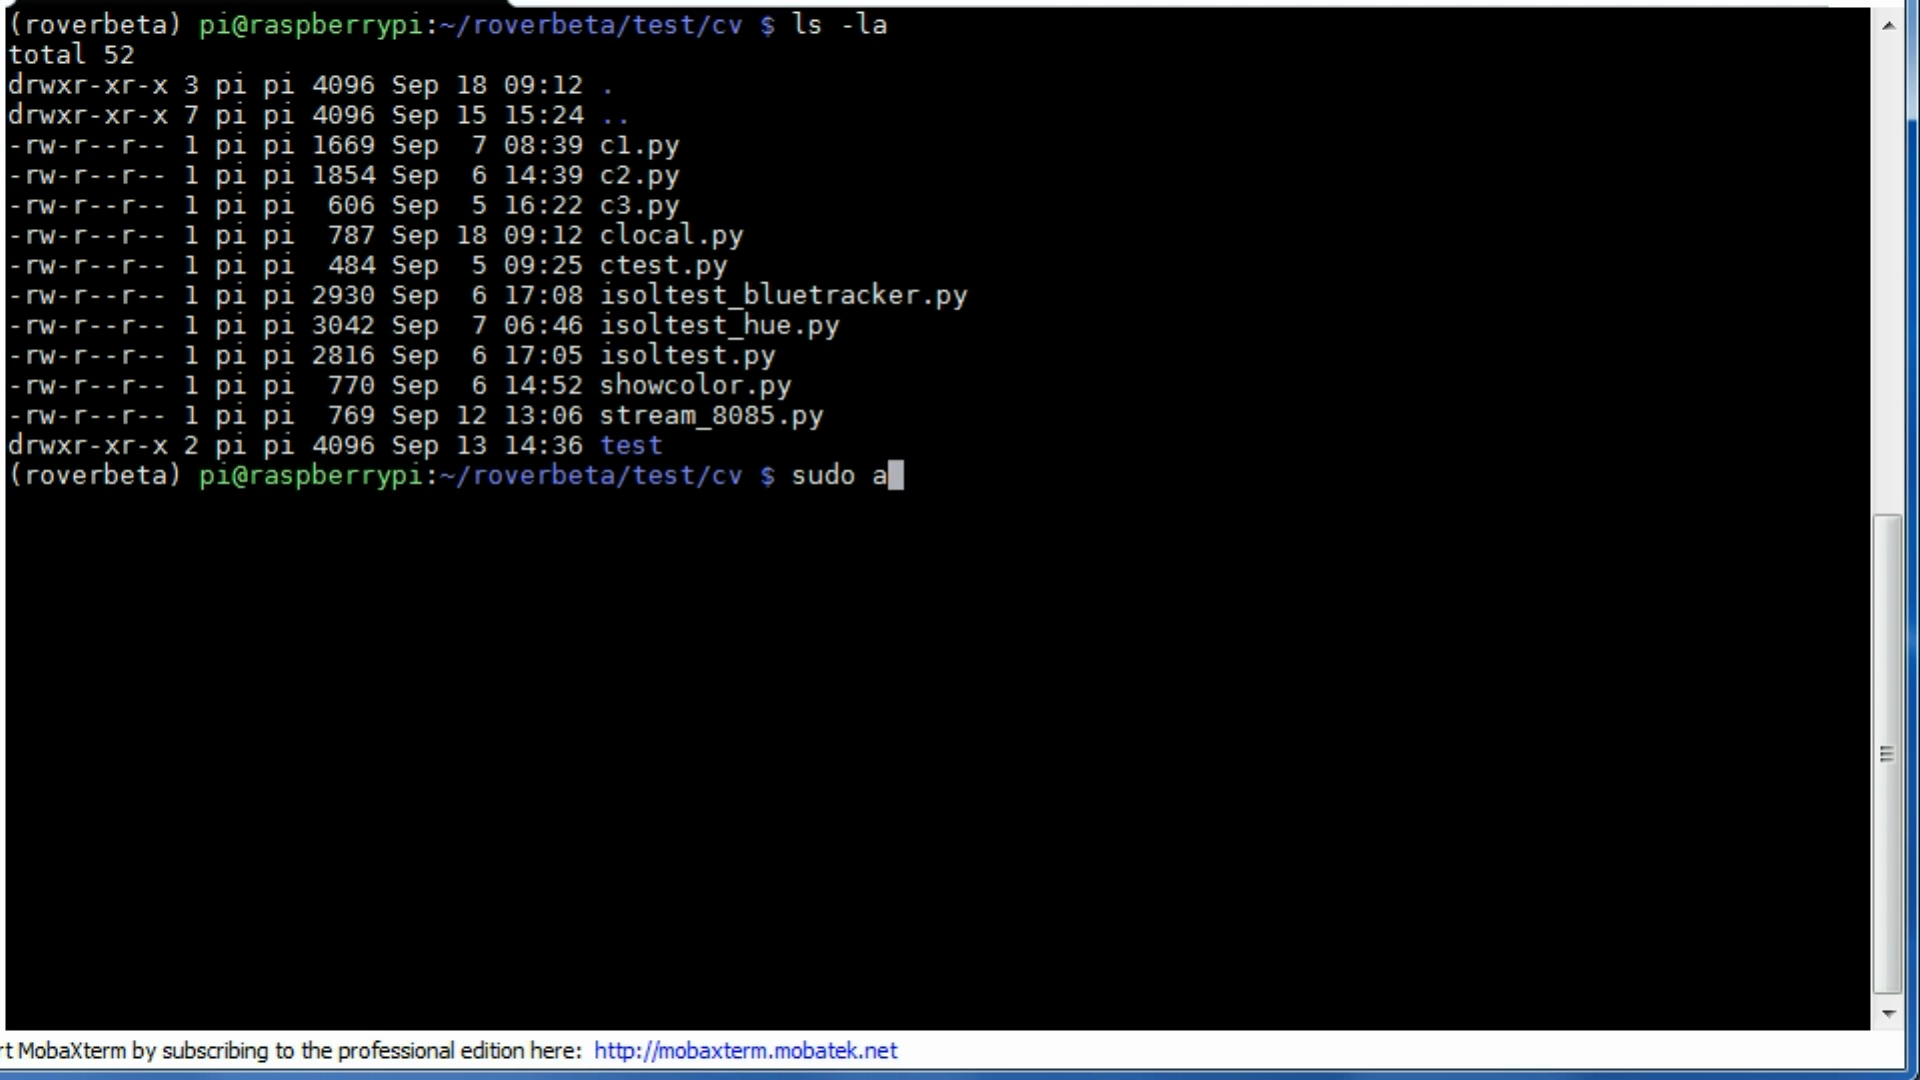 (roverbeta) pi@raspberrypi:~/roverbeta/test/cv $ ls -la
total 52
drwxr-xr-x 3 pi pi 4096 Sep 18 09:12 .
drwxr-xr-x 7 pi pi 4096 Sep 15 15:24 ..
-rw-r--r-- 1 pi pi 1669 Sep  7 08:39 c1.py
-rw-r--r-- 1 pi pi 1854 Sep  6 14:39 c2.py
-rw-r--r-- 1 pi pi  606 Sep  5 16:22 c3.py
-rw-r--r-- 1 pi pi  787 Sep 18 09:12 clocal.py
-rw-r--r-- 1 pi pi  484 Sep  5 09:25 ctest.py
-rw-r--r-- 1 pi pi 2930 Sep  6 17:08 isoltest_bluetracker.py
-rw-r--r-- 1 pi pi 3042 Sep  7 06:46 isoltest_hue.py
-rw-r--r-- 1 pi pi 2816 Sep  6 17:05 isoltest.py
-rw-r--r-- 1 pi pi  770 Sep  6 14:52 showcolor.py
-rw-r--r-- 1 pi pi  769 Sep 12 13:06 stream_8085.py
drwxr-xr-x 2 pi pi 4096 Sep 13 14:36 test
(roverbeta) pi@raspberrypi:~/roverbeta/test/cv $ sudo a
rt MobaXterm by subscribing to the professional edition here: http://mobaxterm.mobatek.net